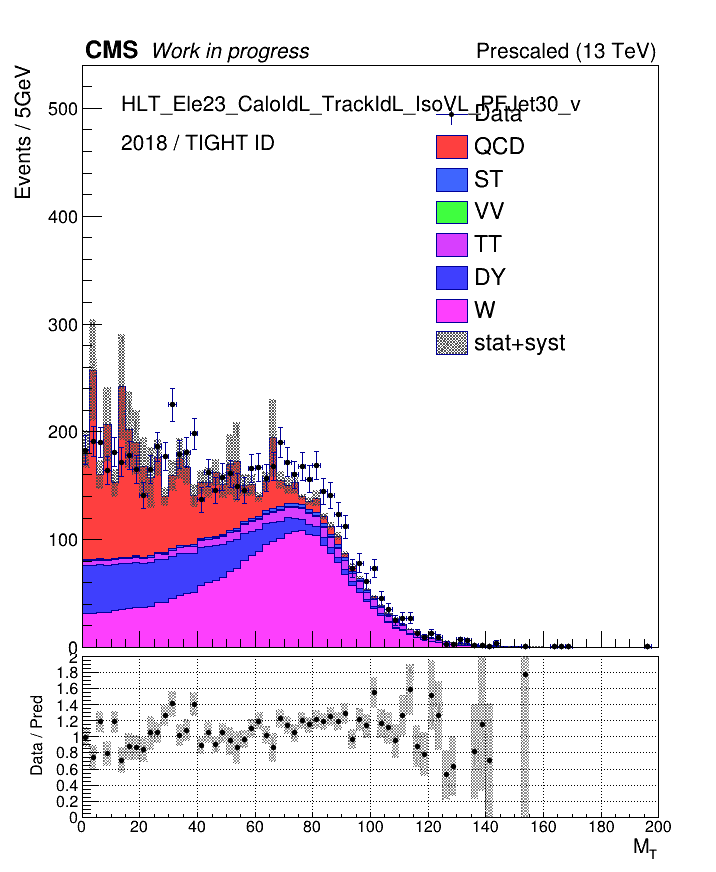 CMS Work in progress Prescaled (13 TeV)
Events / 5GeV
HLT_Ele23_CaloIdL_TrackIdL_IsoVL_PFJet30_v
2018 / TIGHT ID
Data
QCD
ST
VV
TT
DY
W
stat+syst
500
400
300
200
100
0
Data / Pred
2
1.8
1.6
1.4
1.2
1
0.8
0.6
0.4
0.2
0
0 20 40 60 80 100 120 140 160 180 200
M_T